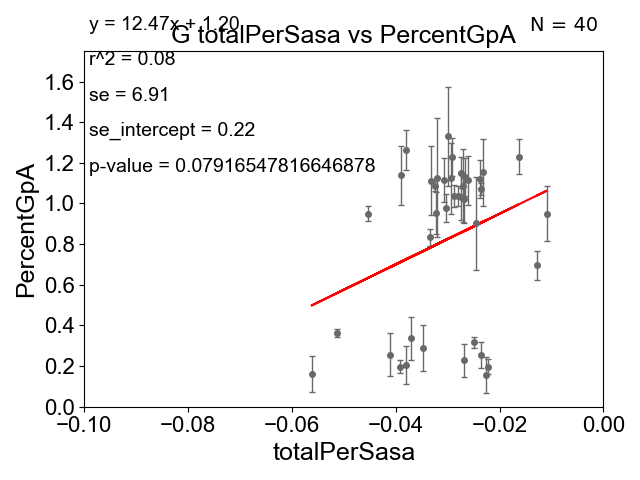 y = 12.47x + 1.20
N = 40
G totalPerSasa vs PercentGpA
r^2 = 0.08
se = 6.91
se_intercept = 0.22
p-value = 0.07916547816646878
PercentGpA
1.6
1.4
1.2
1.0
0.8
0.6
0.4
0.2
0.0
−0.10 −0.08 −0.06 −0.04 −0.02 0.00
totalPerSasa